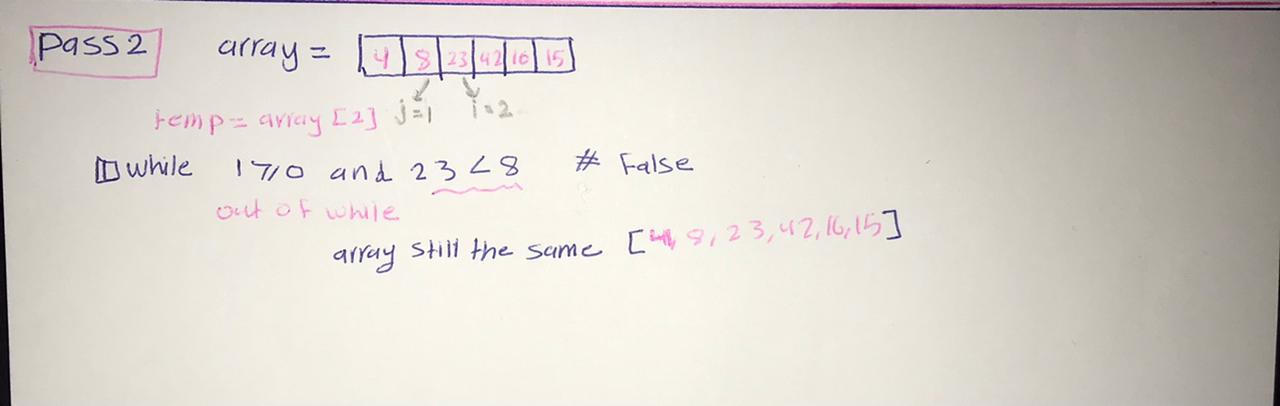 Pass 2 array = [4 8 23 42 16 15]
j=1 i=2
temp = array [2]
while 1 >= 0 and 23 < 8 # False
out of while
array still the same [4, 8, 23, 42, 16, 15]